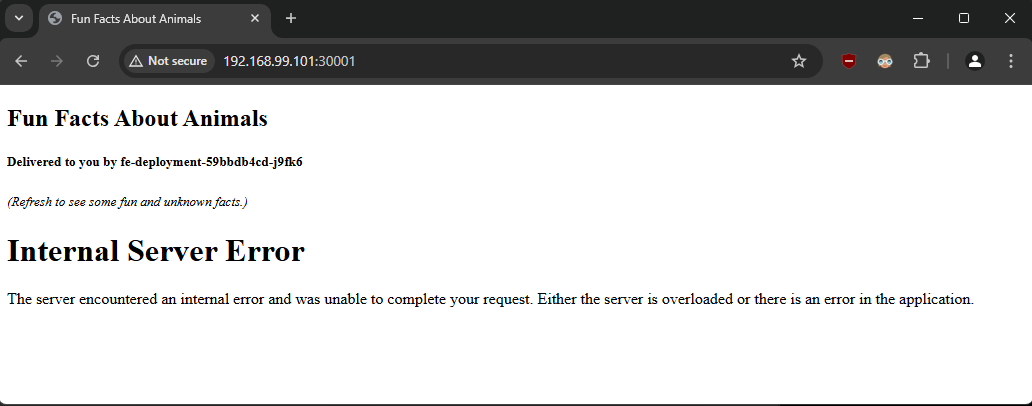 Fun Facts About Animals
Not secure 192.168.99.101:30001
Fun Facts About Animals
Delivered to you by fe-deployment-59bbdb4cd-j9fk6
(Refresh to see some fun and unknown facts.)
Internal Server Error
The server encountered an internal error and was unable to complete your request. Either the server is overloaded or there is an error in the application.